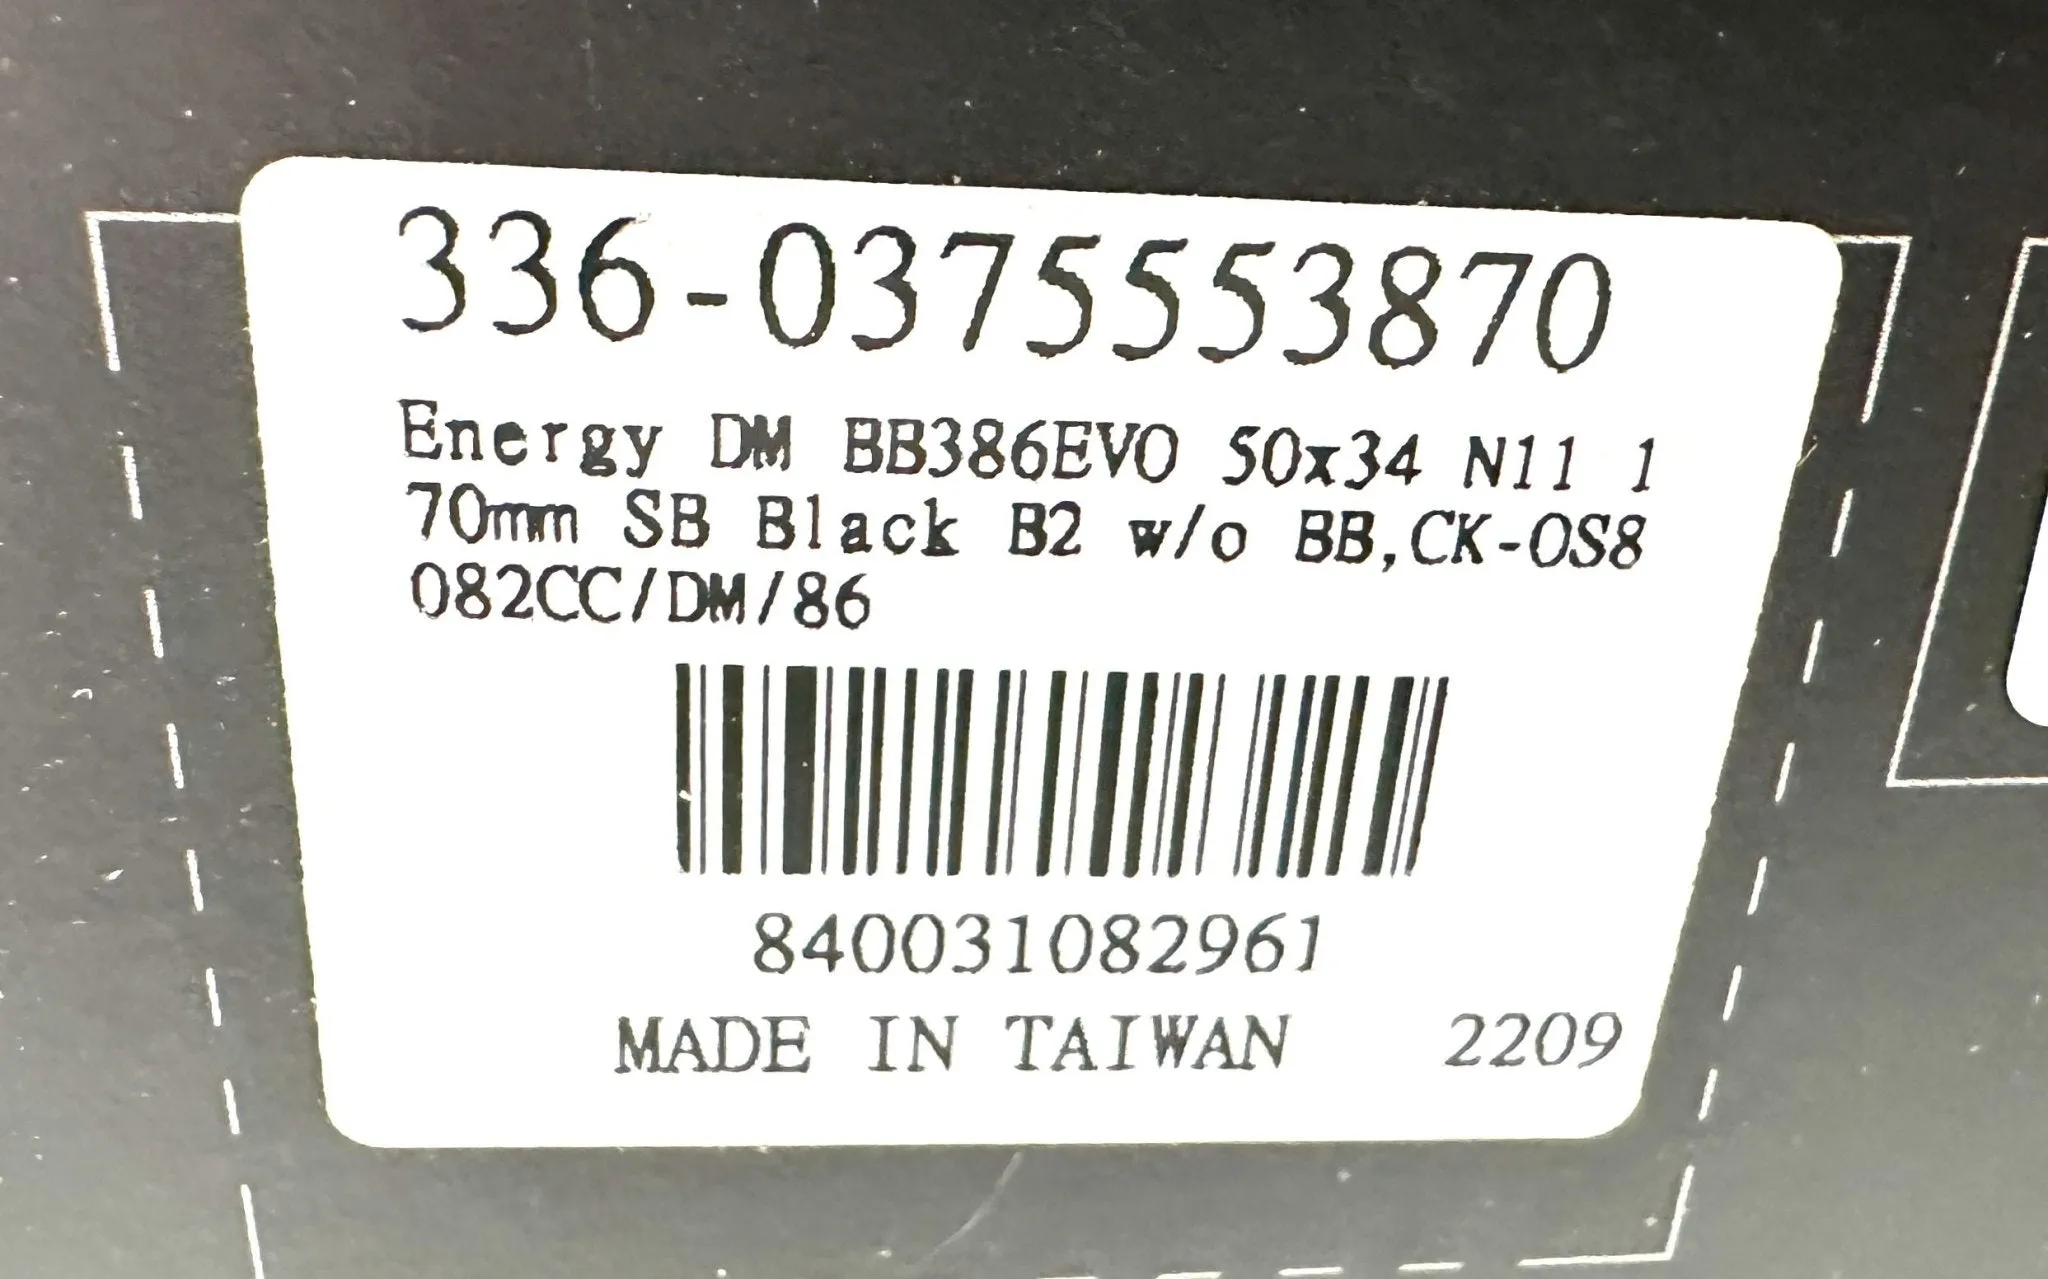 336-0375553870
Energy DM BB386EVO 50x34 N11 1
70mm SB Black B2 w/o BB,CK-OS8
082CC/DM/86
840031082961
MADE IN TAIWAN 2209